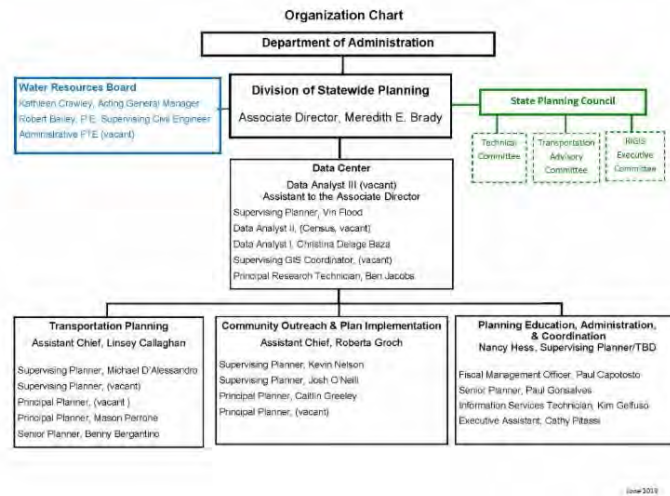 Organization Chart
Department of Administration
Water Resources Board
Kathleen Crawley, Acting General Manager
Robert Bailey, P.E. Supervising Civil Engineer
Administrative FTE (vacant)
Division of Statewide Planning
Associate Director, Meredith E. Brady
State Planning Council
Technical
Committee
Transportation
Advisory
Committee
RIGIS
Executive
Committee
Data Center
Data Analyst III (vacant)
Assistant to the Associate Director
Supervising Planner, Vin Flood
Data Analyst II, (Census, vacant)
Data Analyst I, Christina Delage Baza
Supervising GIS Coordinator, (vacant)
Principal Research Technician, Ben Jacobs
Transportation Planning
Assistant Chief, Linsey Callaghan
Supervising Planner, Michael D'Alessandro
Supervising Planner, (vacant)
Principal Planner, (vacant )
Principal Planner, Mason Perrone
Senior Planner, Benny Bergantino
Community Outreach & Plan Implementation
Assistant Chief, Roberta Groch
Supervising Planner, Kevin Nelson
Supervising Planner, Josh O'Neill
Principal Planner, Caitlin Greeley
Principal Planner, (vacant)
Planning Education, Administration,
& Coordination
Nancy Hess, Supervising Planner/TBD
Fiscal Management Officer, Paul Capotosto
Senior Planner, Paul Gonsalves
Information Services Technician, Kim Gelfuso
Executive Assistant, Cathy Pitassi
June